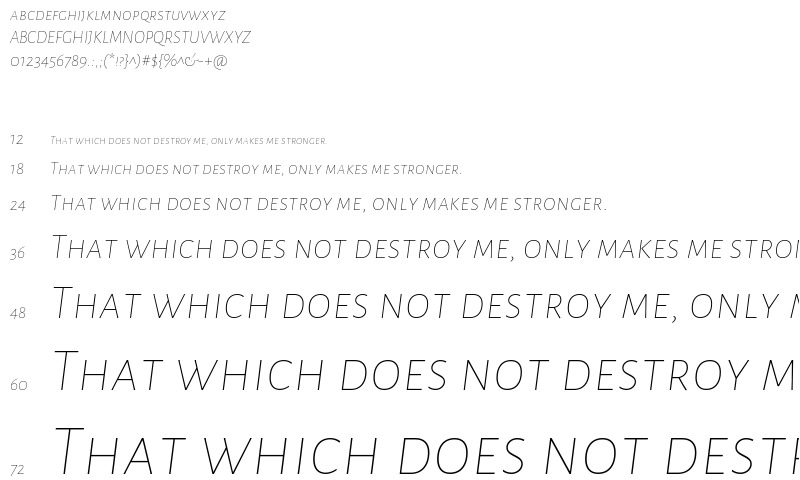 ABCDEFGHIJKLMNOPQRSTUVWXYZ
ABCDEFGHIJKLMNOPQRSTUVWXYZ
0123456789.:,;(*!?}^)#${%^&~+@
12 That which does not destroy me, only makes me stronger.
18 That which does not destroy me, only makes me stronger.
24 That which does not destroy me, only makes me stronger.
36 That which does not destroy me, only makes me stron
48 That which does not destroy me, only m
60 That which does not destroy m
72 That which does not destr